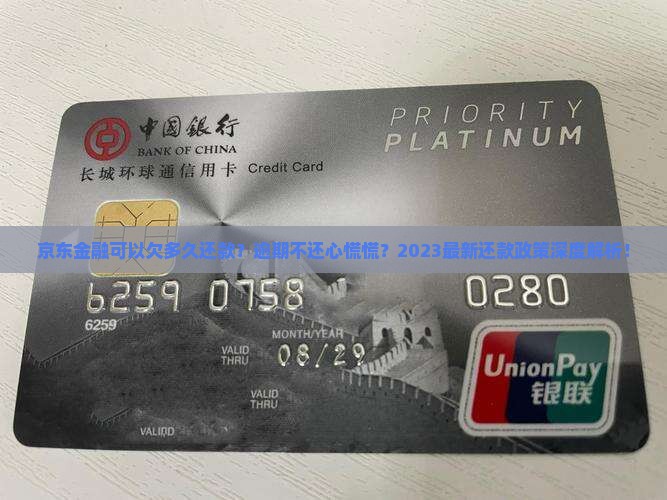 中国银行
BANK OF CHINA
长城环球通信用卡 Credit Card
PRIORITY
PLATINUM
京东金融可以欠多久还款？逾期不还心慌慌？2023最新还款政策深度解析！
6259 0758 0280
6259
MONTH/YEAR
VALID
THRU
08/29
VALID
THRU
VALID
UnionPay
银联